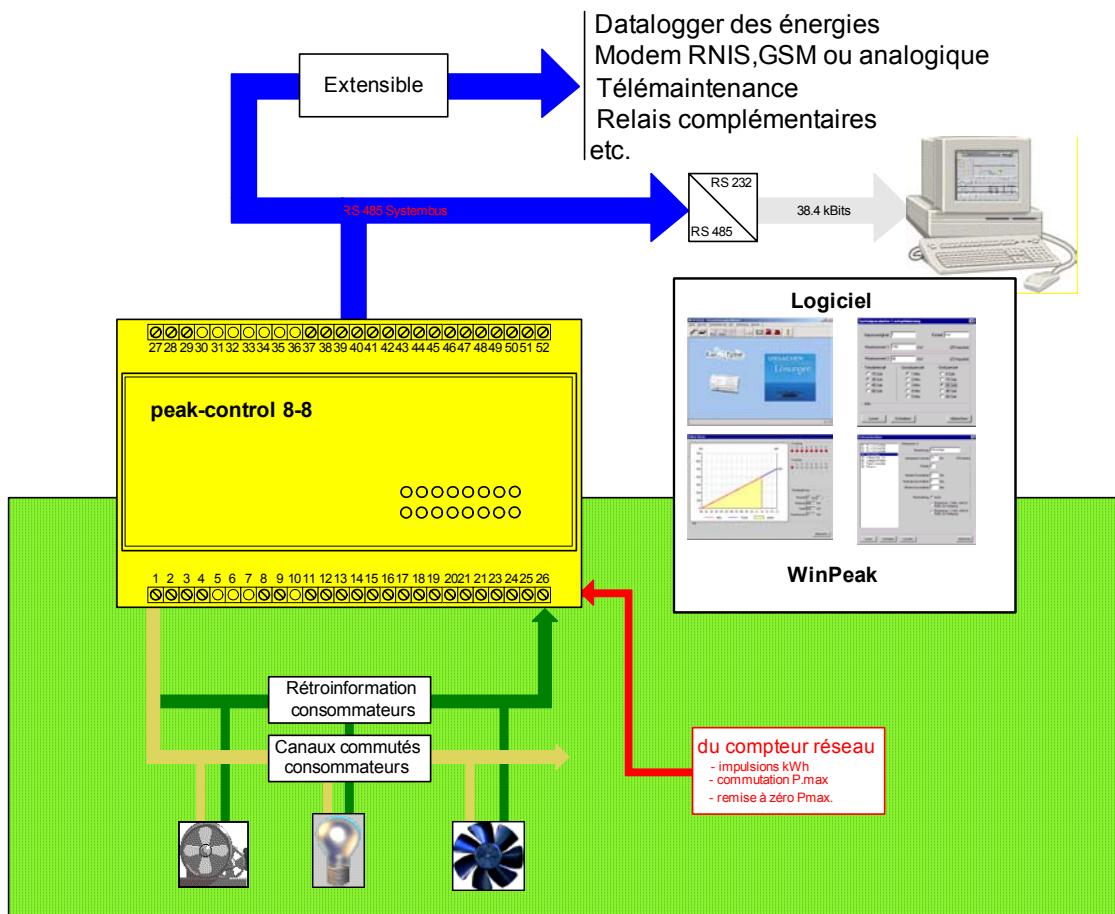 Datalogger des énergies
Modem RNIS,GSM ou analogique
Télémaintenance
Relais complémentaires
etc.
Extensible
RS 485 Systembus
RS 232
RS 485
38.4 kBits
Logiciel
URSACHEN
Lösungen
WinPeak
27 28 29 30 31 32 33 34 35 36 37 38 39 40 41 42 43 44 45 46 47 48 49 50 51 52
peak-control 8-8
1 2 3 4 5 6 7 8 9 10 11 12 13 14 15 16 17 18 19 20 21 21 23 24 25 26
Rétroinformation
consommateurs
Canaux commutés
consommateurs
du compteur réseau
- impulsions kWh
- commutation P.max
- remise à zéro Pmax.